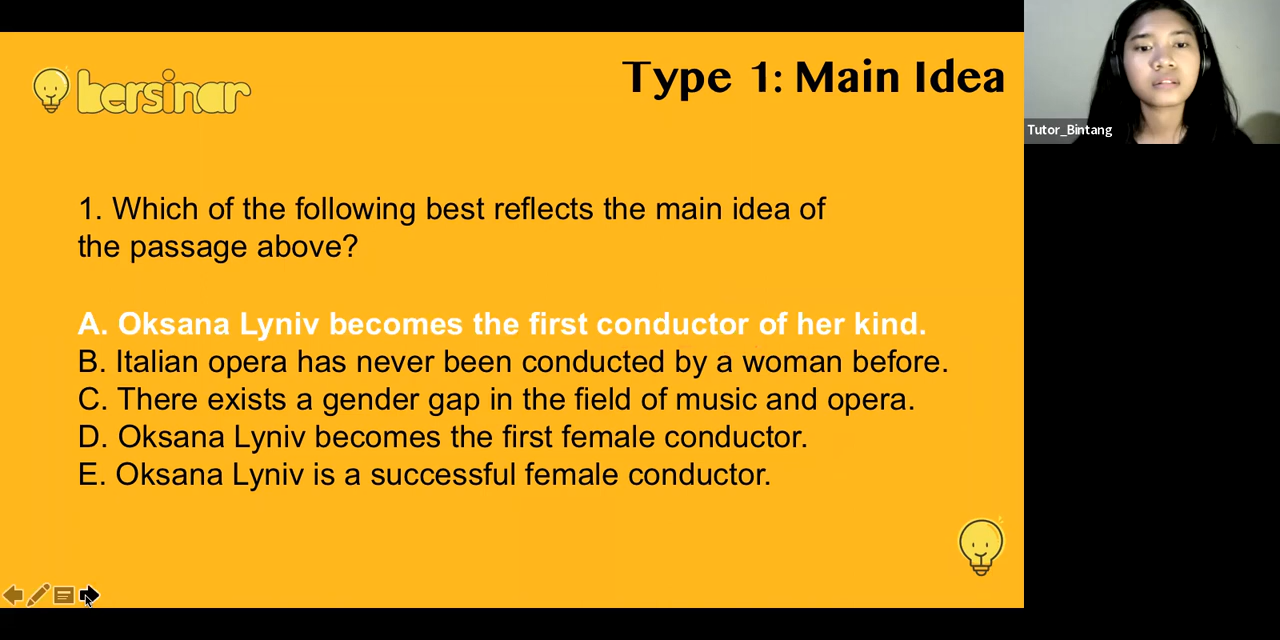 bersinar
Type 1: Main Idea
Tutor_Bintang
1. Which of the following best reflects the main idea of
the passage above?
A. Oksana Lyniv becomes the first conductor of her kind.
B. Italian opera has never been conducted by a woman before.
C. There exists a gender gap in the field of music and opera.
D. Oksana Lyniv becomes the first female conductor.
E. Oksana Lyniv is a successful female conductor.